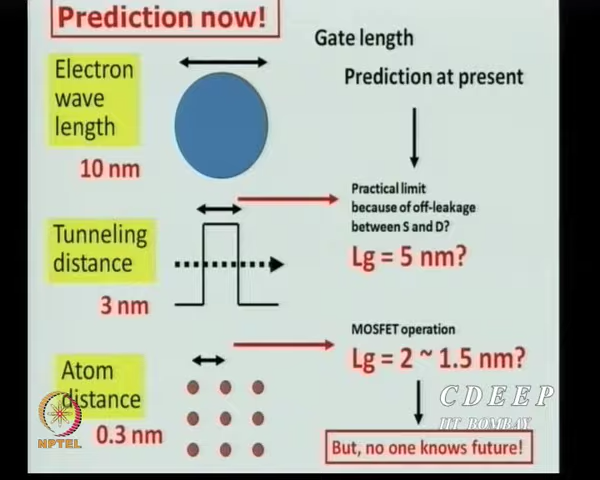 Prediction now!
Electron
wave
length
10 nm
Tunneling
distance
3 nm
Atom
distance
0.3 nm
Gate length
Prediction at present
Practical limit
because of off-leakage
between S and D?
Lg = 5 nm?
MOSFET operation
Lg = 2 ~ 1.5 nm?
But, no one knows future!
NPTEL
CDEEP
IIT BOMBAY